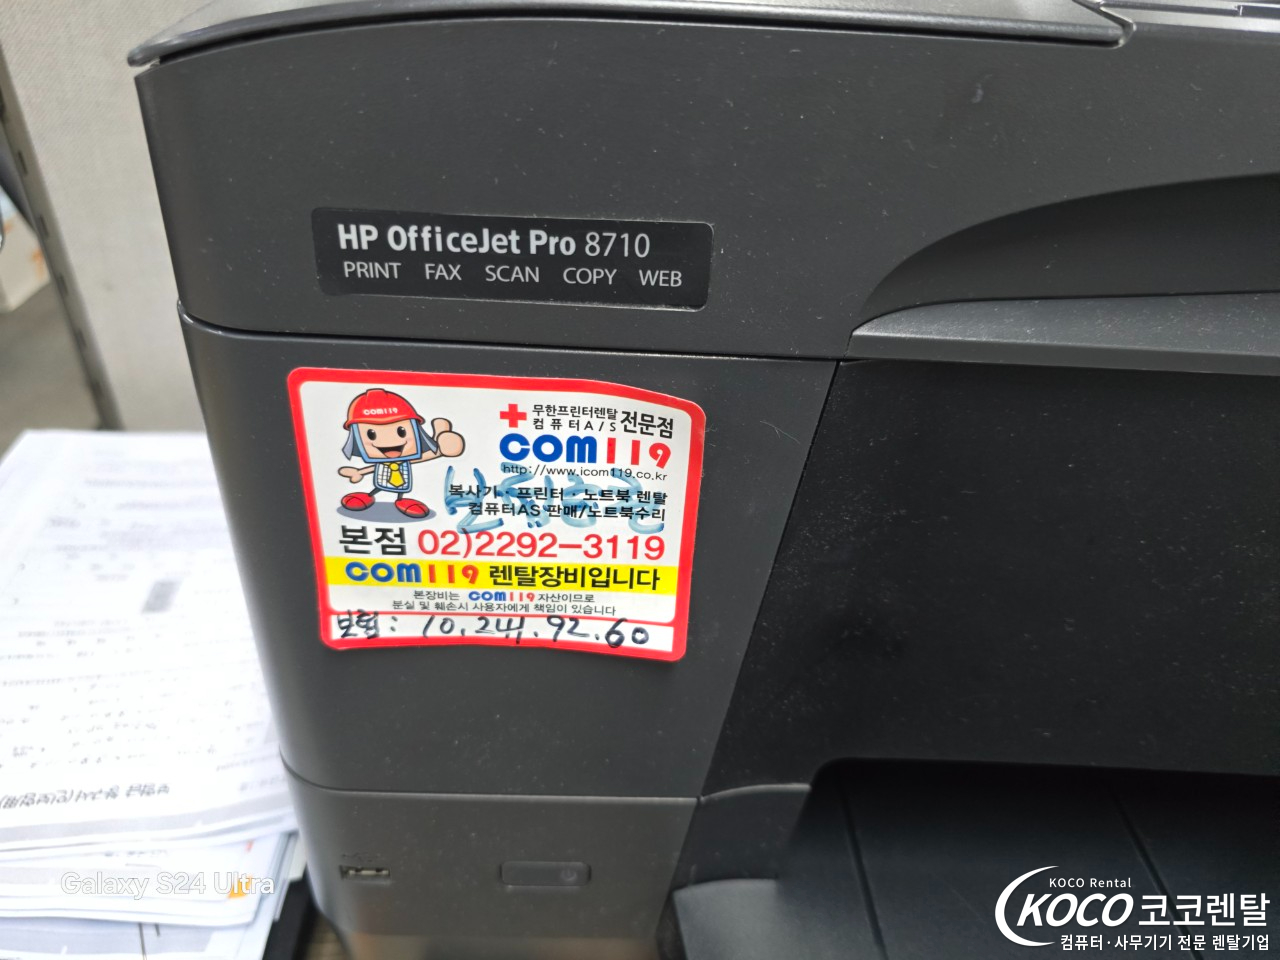 HP OfficeJet Pro 8710
PRINT FAX SCAN COPY WEB
COM119
무한프린터렌탈
컴퓨터A/S
전문점
COM119
http://www.icom119.co.kr
복사기·프린터·노트북 렌탈
컴퓨터AS 판매/노트북수리
본점 02)2292-3119
COM119 렌탈장비입니다
본장비는 COM119 자산이므로
분실 및 훼손시 사용자에게 책임이 있습니다
보험: 10.241.92.60
Galaxy S24 Ultra
KOCO Rental
KOCO 코코렌탈
컴퓨터·사무기기 전문 렌탈기업